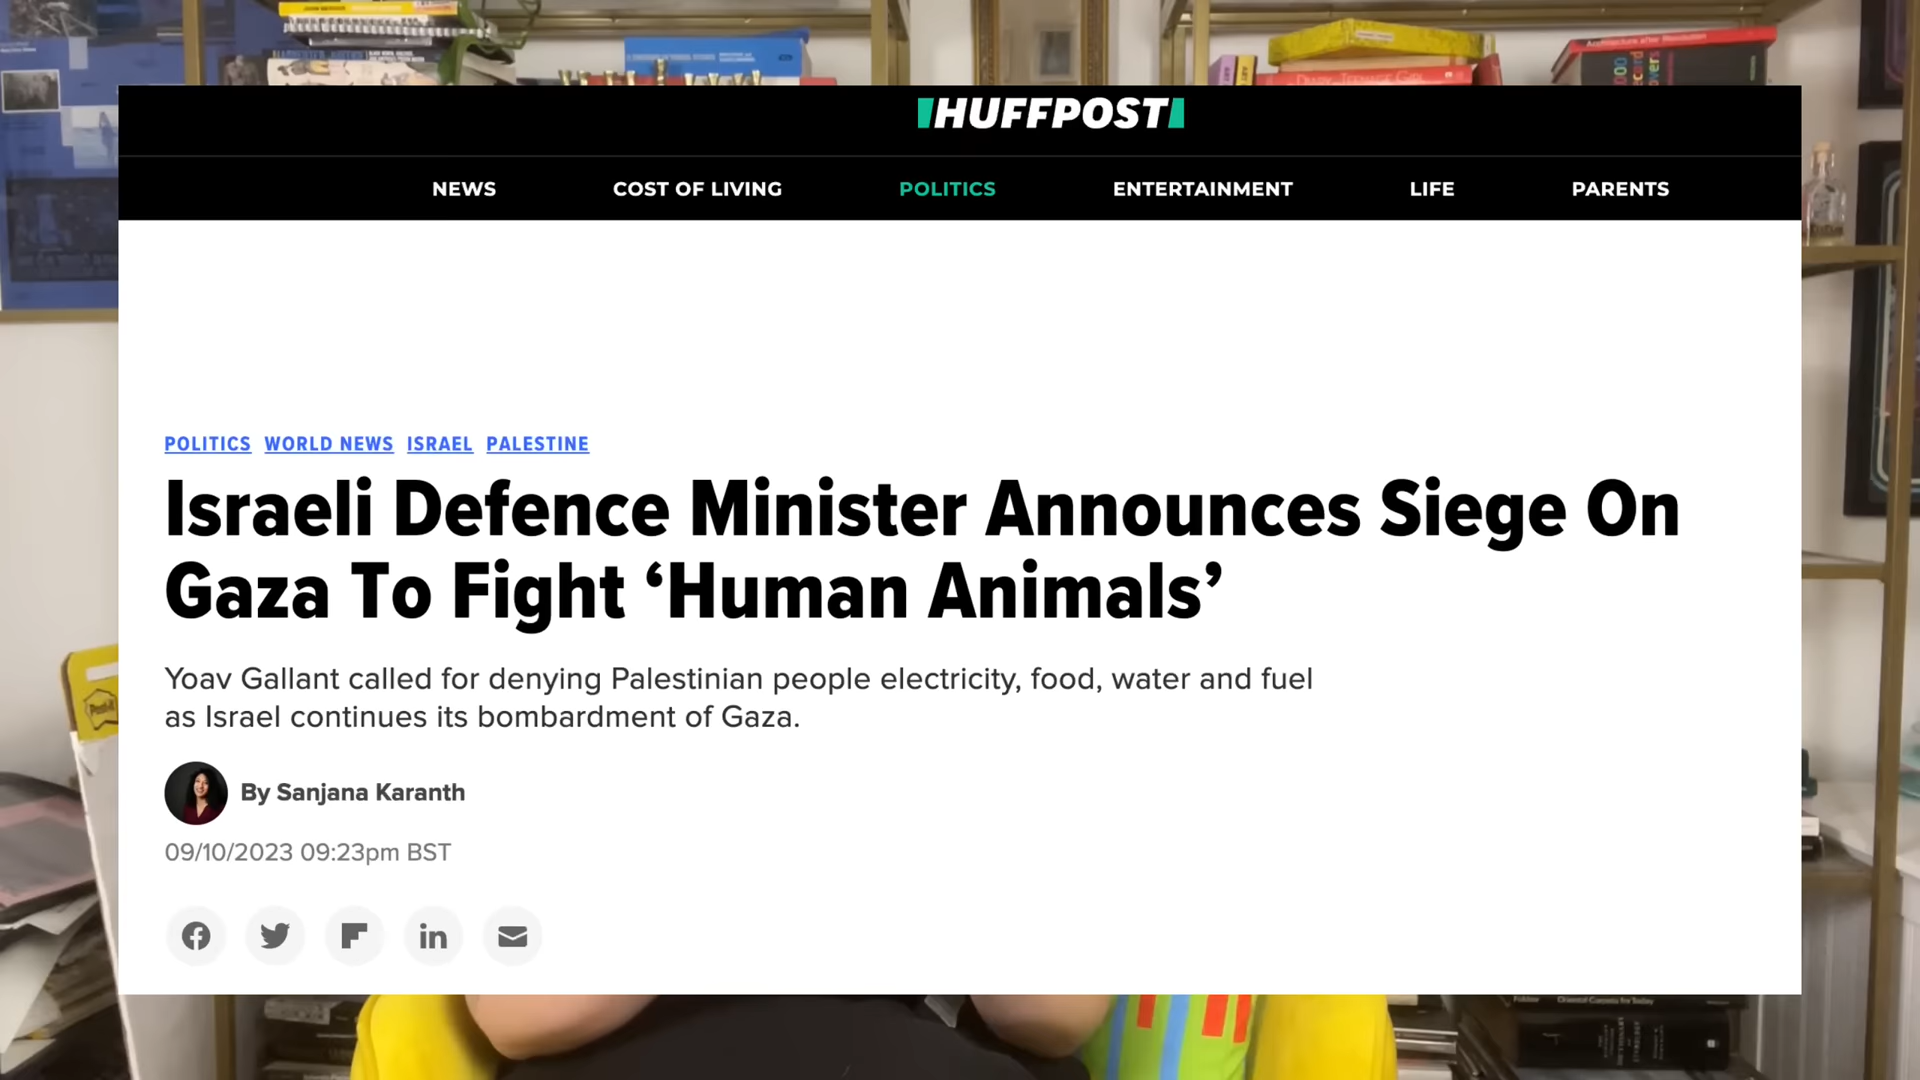 HUFFPOST
NEWS COST OF LIVING POLITICS ENTERTAINMENT LIFE PARENTS
POLITICS WORLD NEWS ISRAEL PALESTINE
Israeli Defence Minister Announces Siege On
Gaza To Fight ‘Human Animals’
Yoav Gallant called for denying Palestinian people electricity, food, water and fuel
as Israel continues its bombardment of Gaza.
By Sanjana Karanth
09/10/2023 09:23pm BST